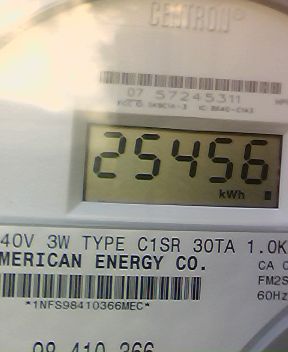 CENTRON®
07 57245311
25456
kWh
40V 3W TYPE C1SR 30TA 1.0K
MERICAN ENERGY CO.
CA 0
FM2S
60Hz
*1NFS98410366MEC*
98 410 366